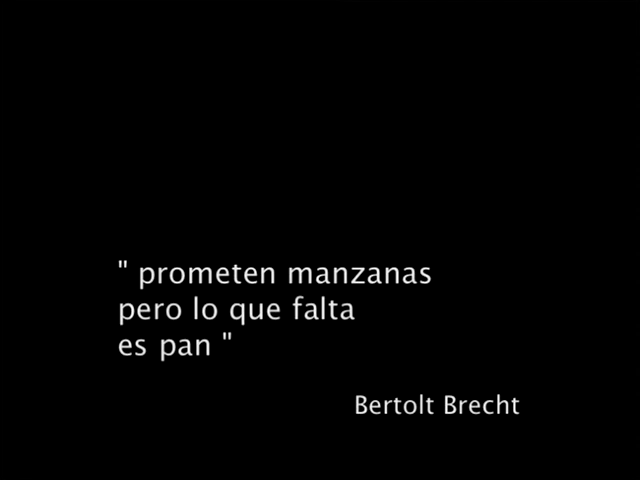 " prometen manzanas
pero lo que falta
es pan "
Bertolt Brecht